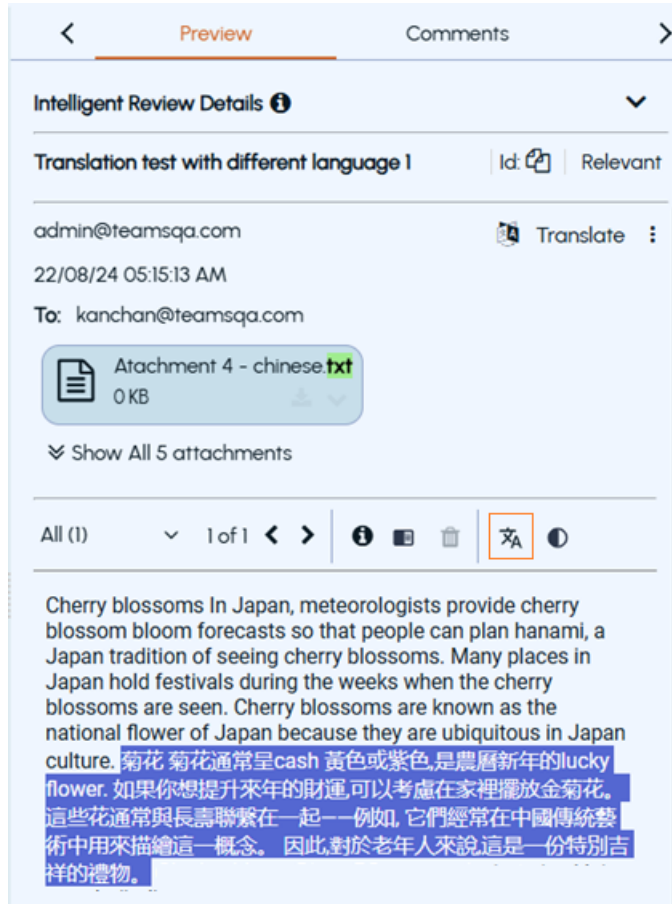 Preview
Comments
Intelligent Review Details
Translation test with different language 1
Id:
Relevant
admin@teamsqa.com
Translate
22/08/24 05:15:13 AM
To: kanchan@teamsqa.com
Atachment 4 - chinese.txt
0 KB
Show All 5 attachments
All (1)
1 of 1
Cherry blossoms In Japan, meteorologists provide cherry
blossom bloom forecasts so that people can plan hanami, a
Japan tradition of seeing cherry blossoms. Many places in
Japan hold festivals during the weeks when the cherry
blossoms are seen. Cherry blossoms are known as the
national flower of Japan because they are ubiquitous in Japan
culture. 菊花 菊花通常呈cash 黃色或紫色,是農曆新年的lucky
flower. 如果你想提升來年的財運,可以考慮在家裡擺放金菊花。
這些花通常與長壽聯繫在一起——例如, 它們經常在中國傳統藝
術中用來描繪這一概念。 因此,對於老年人來說,這是一份特別吉
祥的禮物。